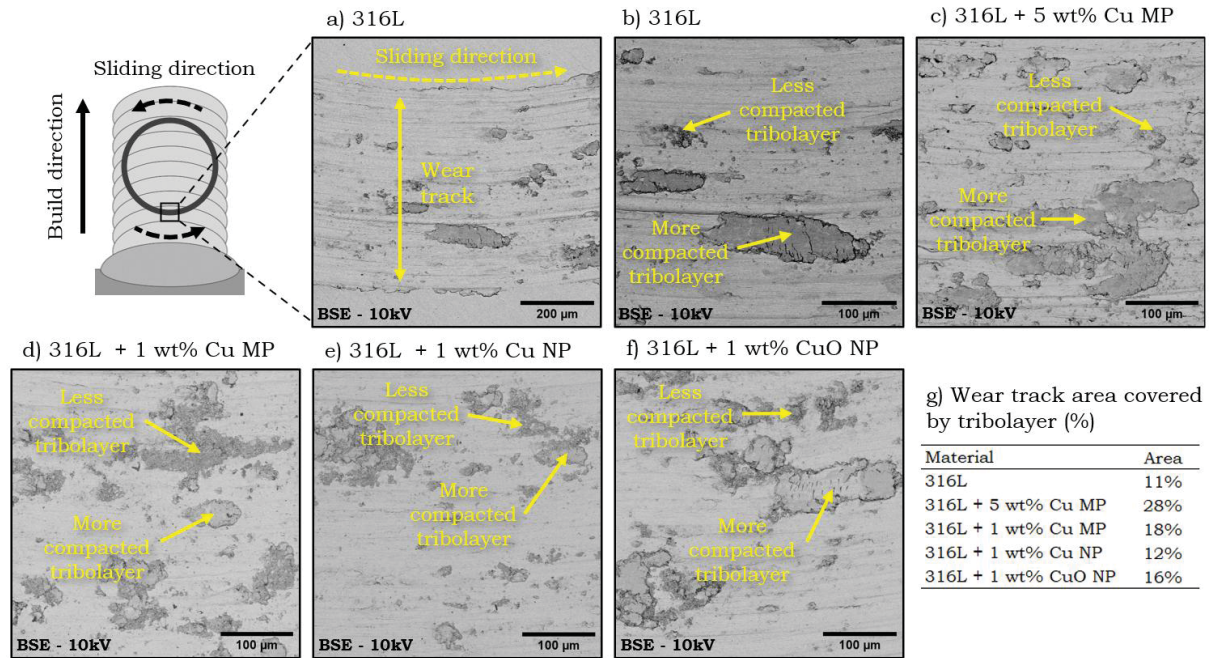 Sliding direction
Build direction
a) 316L
Sliding direction
Wear
track
BSE - 10kV
200 µm
b) 316L
Less
compacted
tribolayer
More
compacted
tribolayer
BSE - 10kV
100 µm
c) 316L + 5 wt% Cu MP
Less
compacted
tribolayer
More
compacted
tribolayer
BSE - 10kV
100 µm
d) 316L + 1 wt% Cu MP
Less
compacted
tribolayer
More
compacted
tribolayer
BSE - 10kV
100 µm
e) 316L + 1 wt% Cu NP
Less
compacted
tribolayer
More
compacted
tribolayer
BSE - 10kV
100 µm
f) 316L + 1 wt% CuO NP
Less
compacted
tribolayer
More
compacted
tribolayer
BSE - 10kV
100 µm
g) Wear track area covered
by tribolayer (%)
Material Area
316L 11%
316L + 5 wt% Cu MP 28%
316L + 1 wt% Cu MP 18%
316L + 1 wt% Cu NP 12%
316L + 1 wt% CuO NP 16%